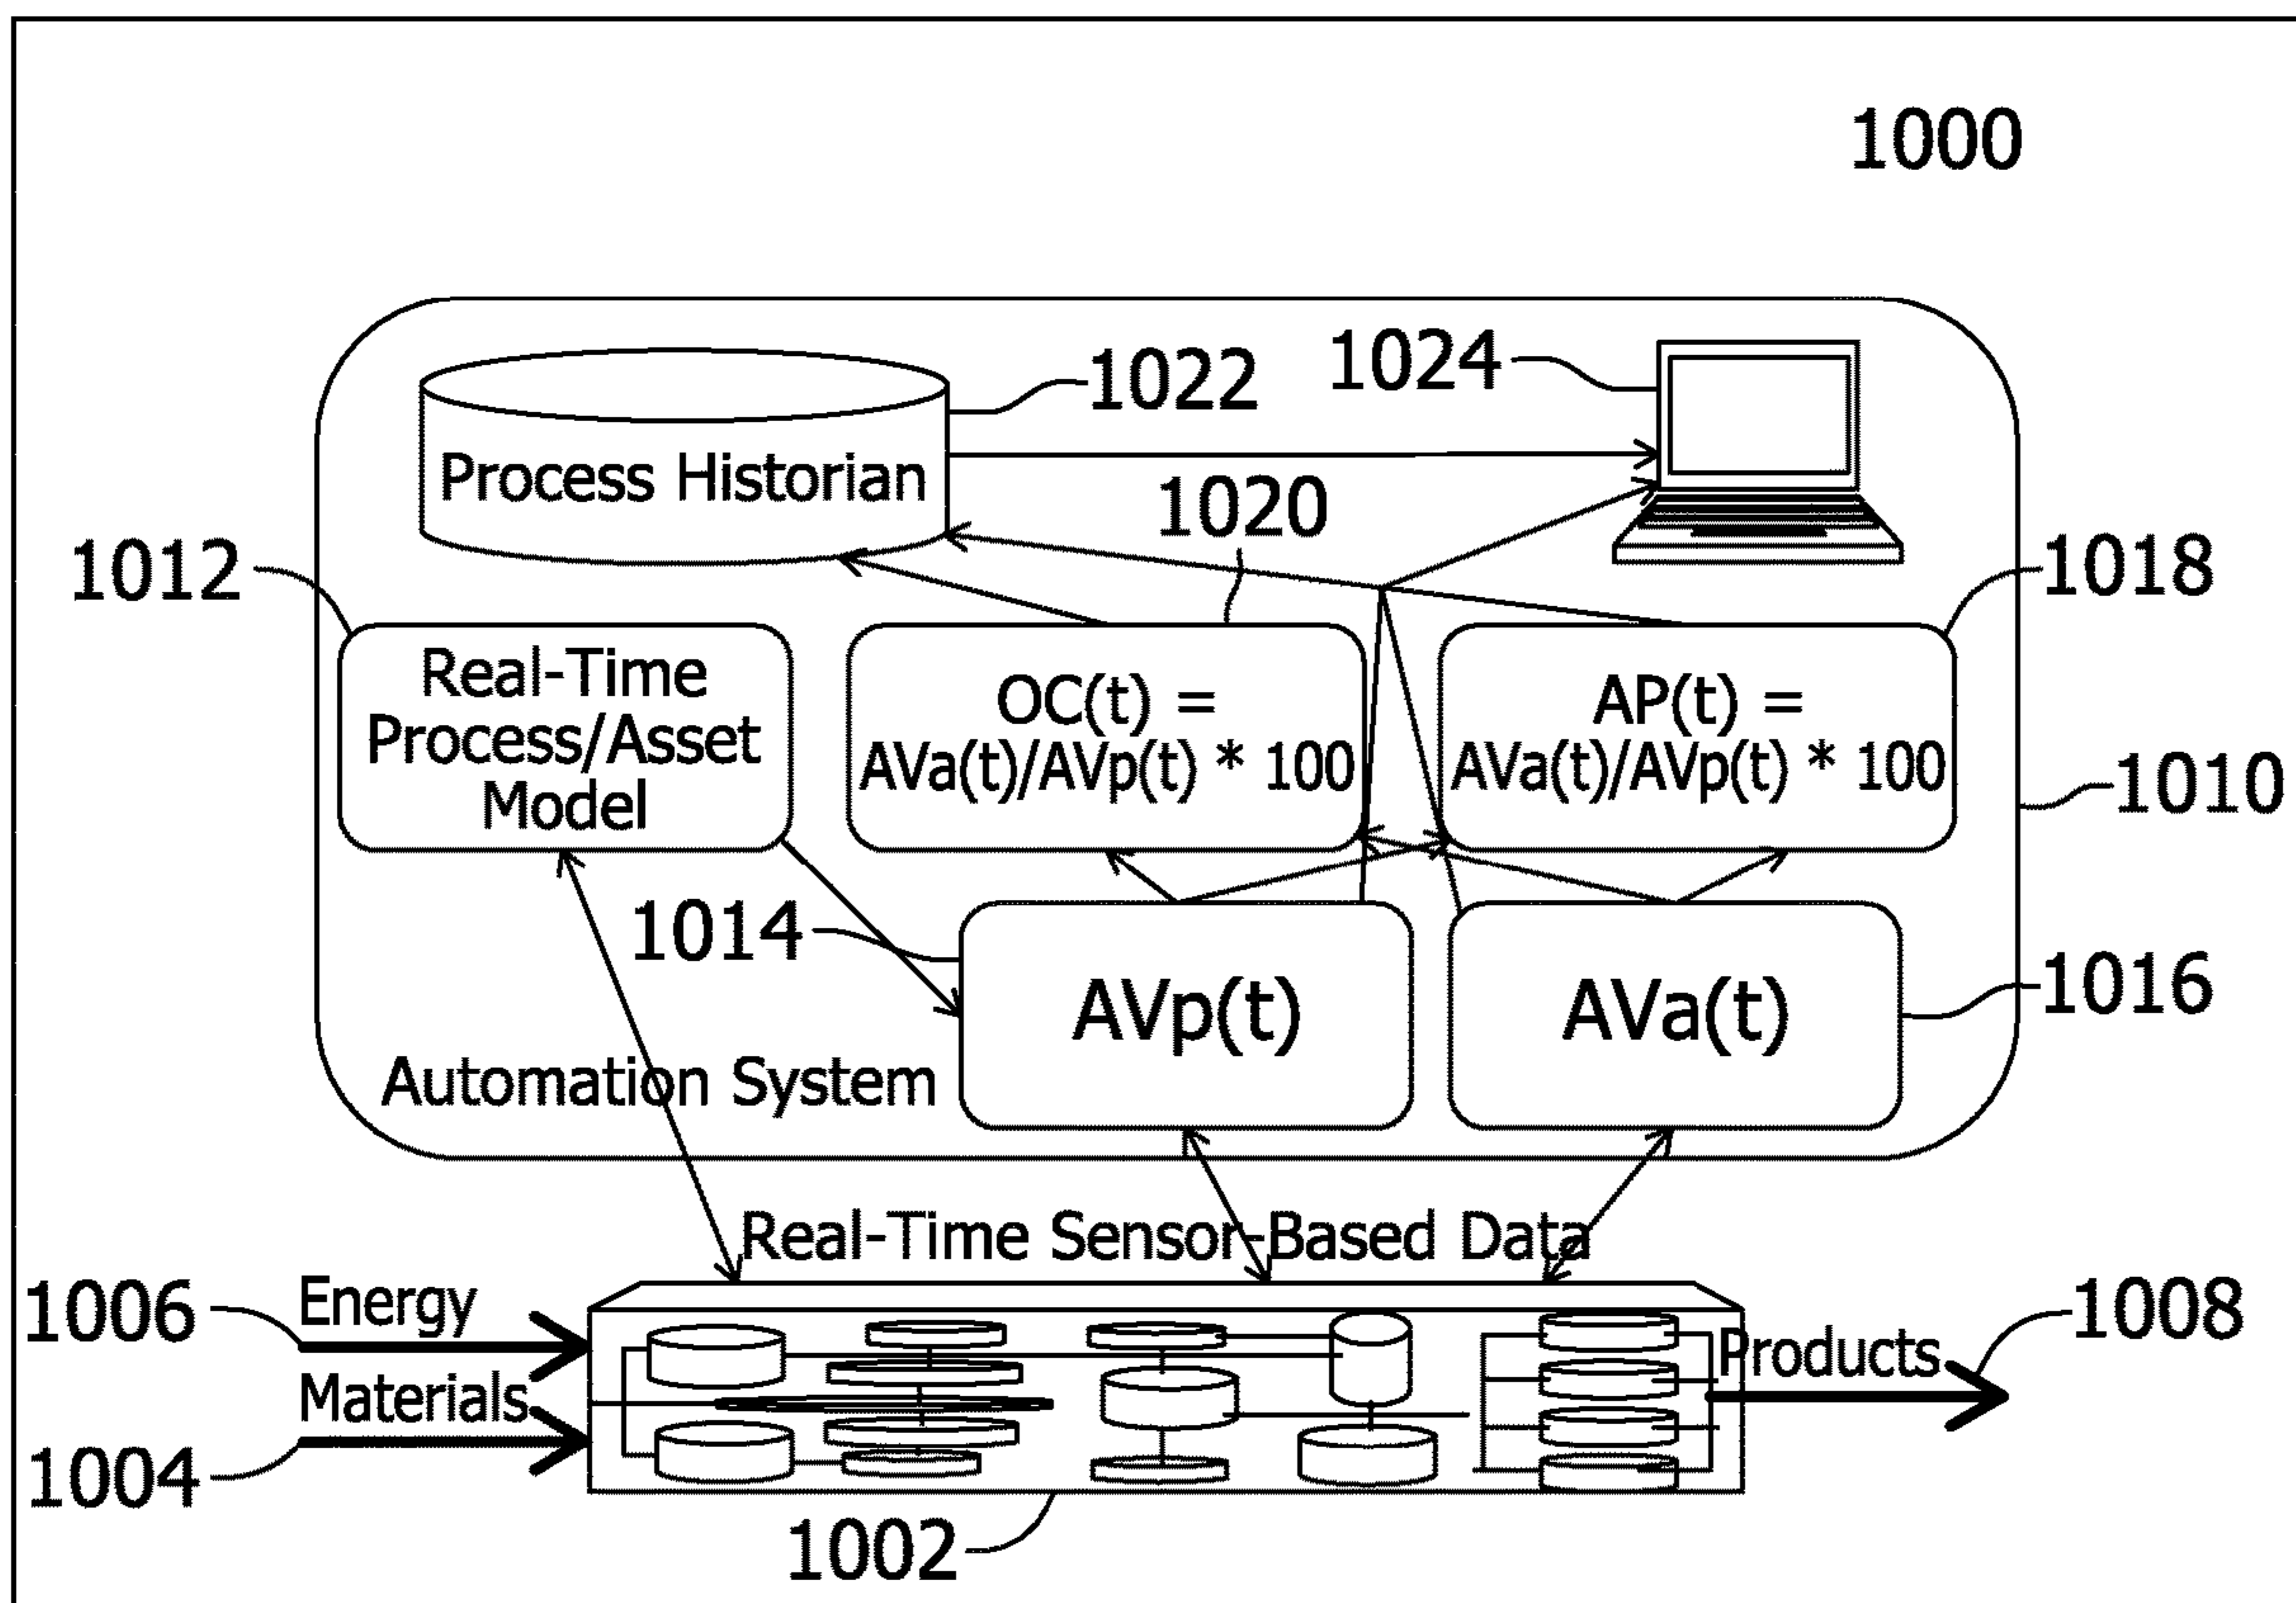 1000
1022
1024
Process Historian
1020
1012
1018
Real-Time
Process/Asset
Model
OC(t) =
AVa(t)/AVp(t) * 100
AP(t) =
AVa(t)/AVp(t) * 100
1010
1014
AVp(t)
AVa(t)
1016
Automation System
Real-Time Sensor-Based Data
1006
Energy
Materials
1004
Products
1008
1002